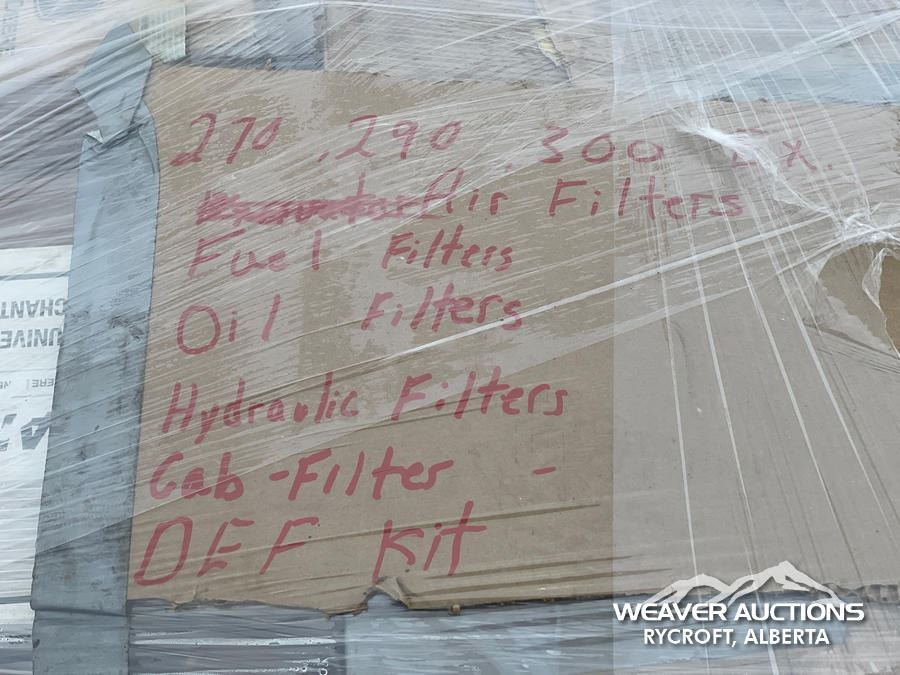 270 .290 .300 Ex.
Air Filters
Fuel Filters
Oil Filters
Hydraulic Filters
Cab-Filter -
DEF Kit
WEAVER AUCTIONS
RYCROFT, ALBERTA